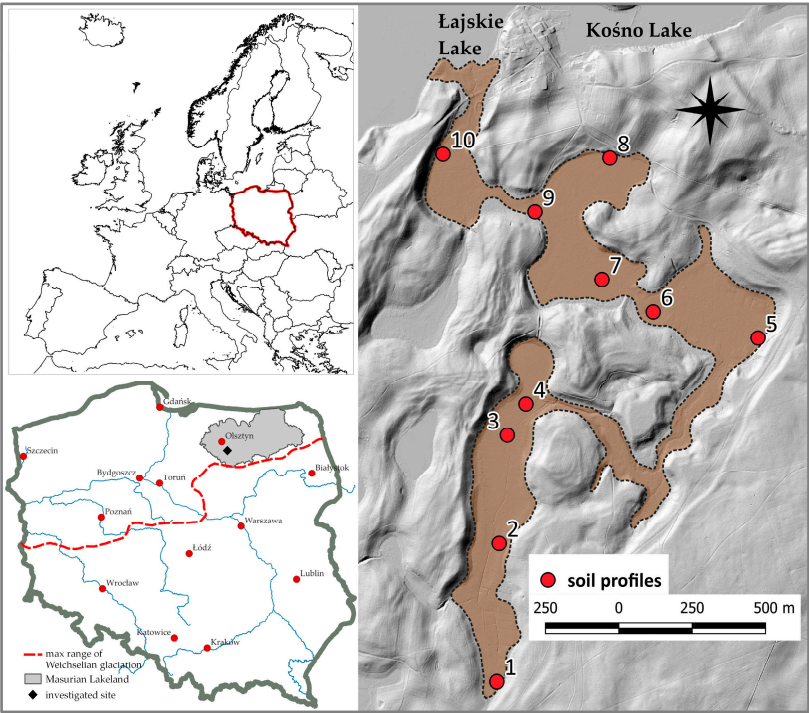 Łajskie
Lake
Kośno Lake
10
8
9
7
6
5
4
3
2
1
soil profiles
250 0 250 500 m
Gdańsk
Olsztyn
Szczecin
Bydgoszcz
Toruń
Białystok
Poznań
Warszawa
Łódź
Wrocław
Lublin
Katowice
Kraków
max range of
Weichselian glaciation
Masurian Lakeland
investigated site